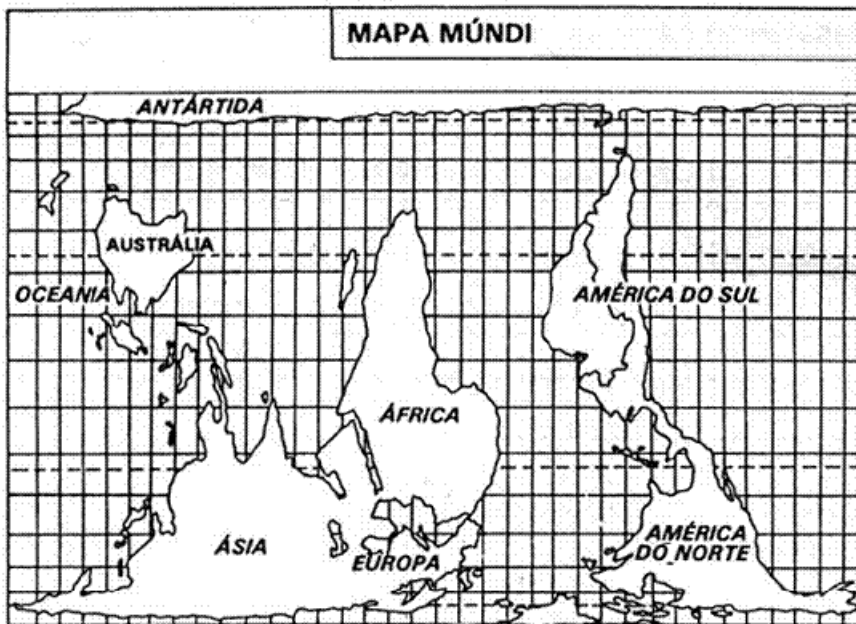 MAPA MÚNDI
ANTÁRTIDA
AUSTRÁLIA
OCEANIA
AMÉRICA DO SUL
ÁFRICA
ÁSIA
EUROPA
AMÉRICA
DO NORTE